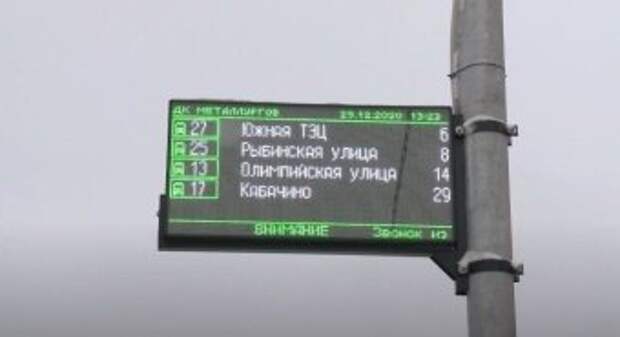 ДК МЕТАЛЛУРГОВ 29.12.2020 13:23
27 ЮЖНАЯ ТЭЦ 6
25 РЫБИНСКАЯ УЛИЦА 8
13 ОЛИМПИЙСКАЯ УЛИЦА 14
17 КАБАЧИНО 29
ВНИМАНИЕ Звонок из